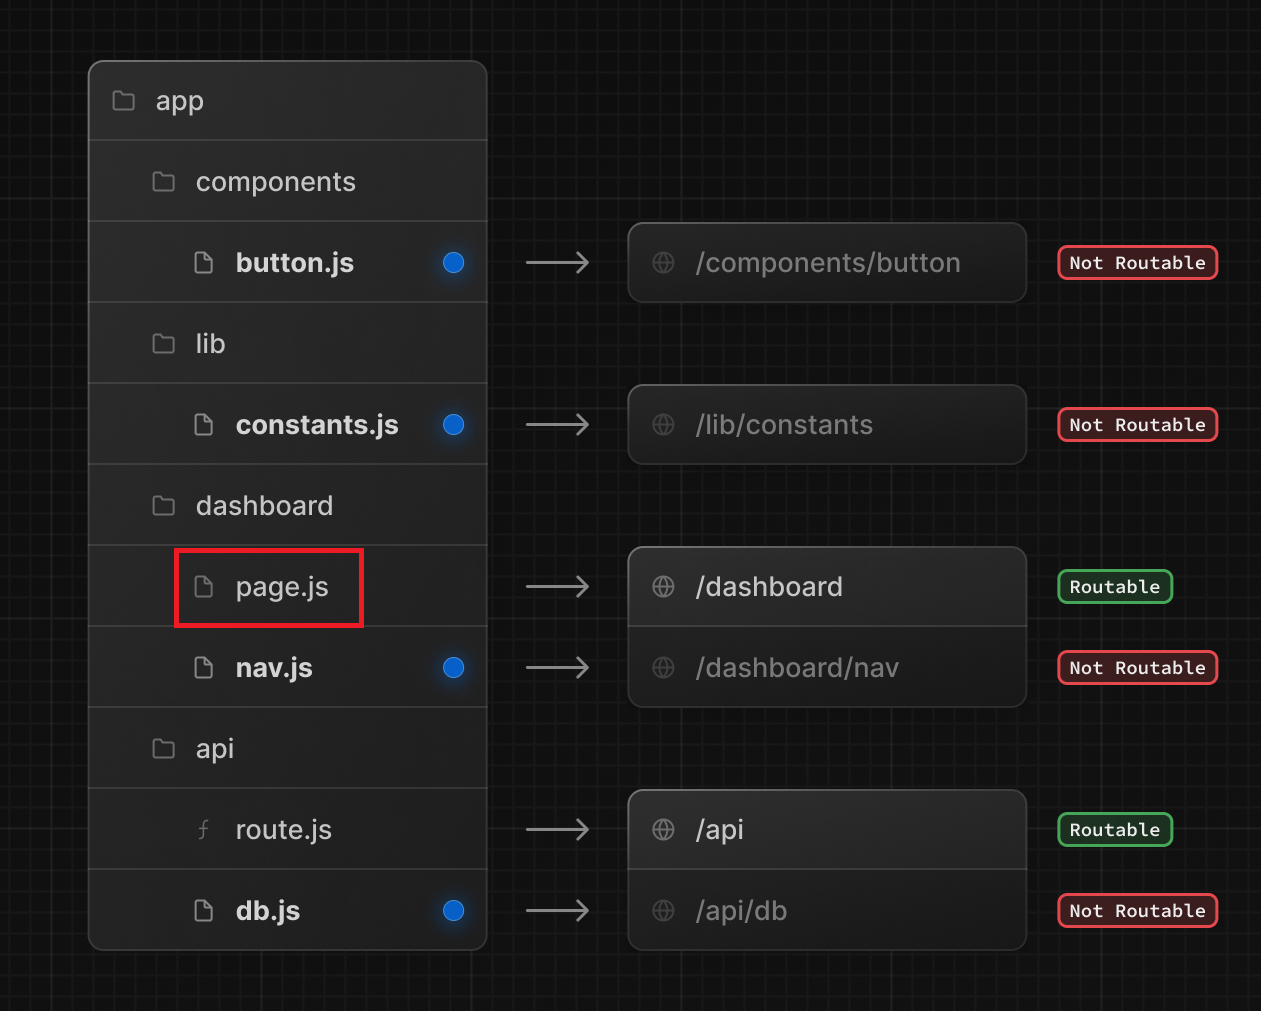 app
components
button.js
/components/button
Not Routable
lib
constants.js
/lib/constants
Not Routable
dashboard
page.js
/dashboard
Routable
nav.js
/dashboard/nav
Not Routable
api
route.js
/api
Routable
db.js
/api/db
Not Routable